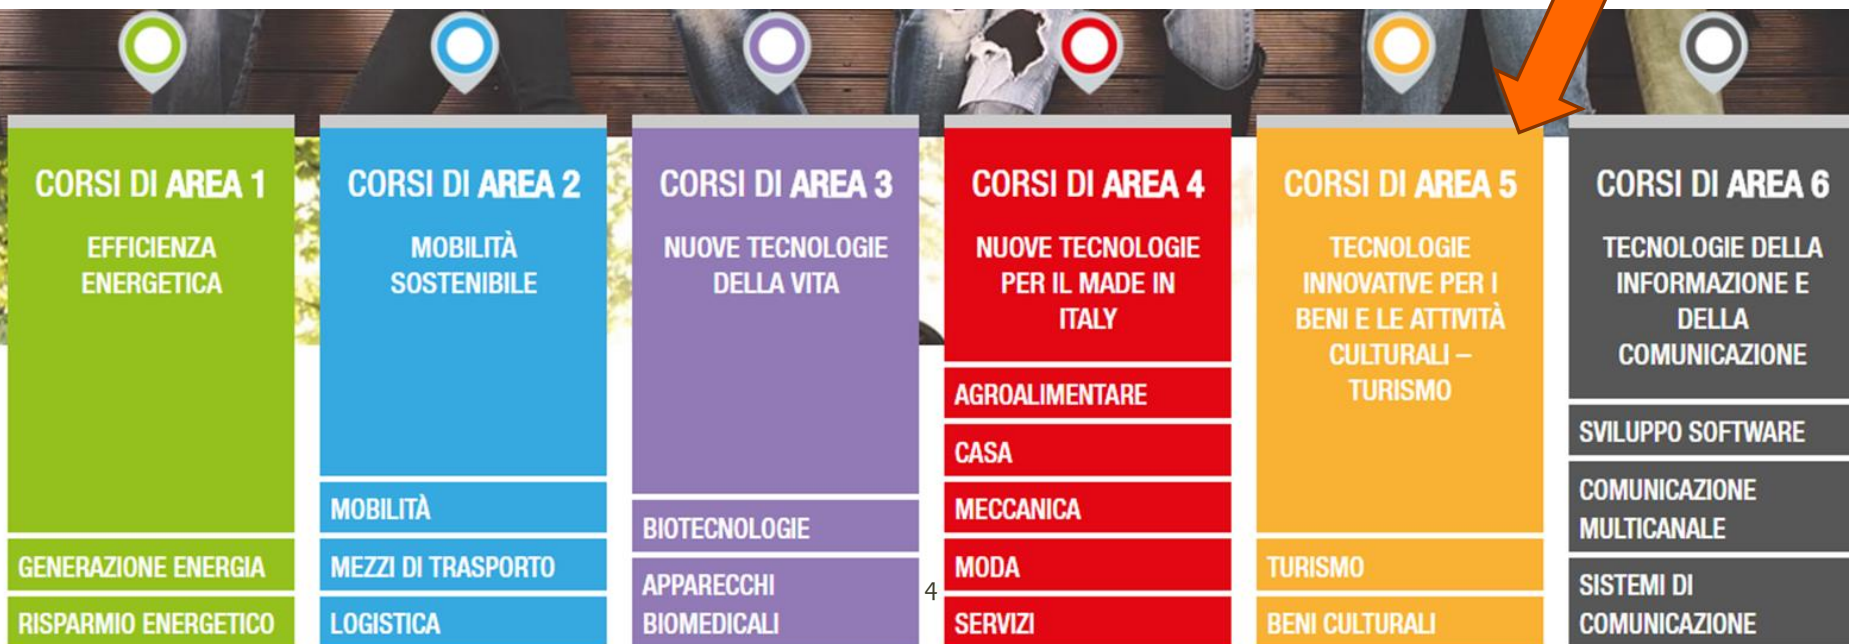 CORSI DI AREA 1
EFFICIENZA
ENERGETICA
GENERAZIONE ENERGIA
RISPARMIO ENERGETICO
CORSI DI AREA 2
MOBILITÀ
SOSTENIBILE
MOBILITÀ
MEZZI DI TRASPORTO
LOGISTICA
CORSI DI AREA 3
NUOVE TECNOLOGIE
DELLA VITA
BIOTECNOLOGIE
APPARECCHI
BIOMEDICALI
4
CORSI DI AREA 4
NUOVE TECNOLOGIE
PER IL MADE IN
ITALY
AGROALIMENTARE
CASA
MECCANICA
MODA
SERVIZI
CORSI DI AREA 5
TECNOLOGIE
INNOVATIVE PER I
BENI E LE ATTIVITÀ
CULTURALI –
TURISMO
TURISMO
BENI CULTURALI
CORSI DI AREA 6
TECNOLOGIE DELLA
INFORMAZIONE E
DELLA
COMUNICAZIONE
SVILUPPO SOFTWARE
COMUNICAZIONE
MULTICANALE
SISTEMI DI
COMUNICAZIONE